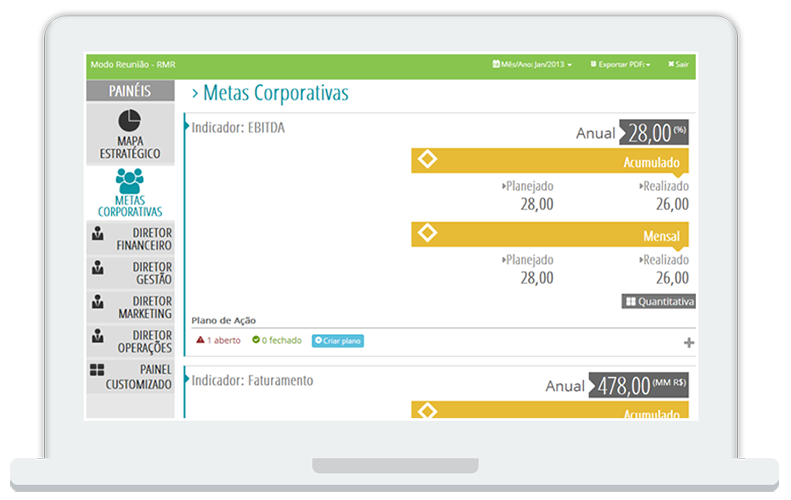 Modo Reunião - RMR
Mês/Ano: Jan/2013
Exportar PDF:
Sair
PAINÉIS
MAPA
ESTRATÉGICO
METAS
CORPORATIVAS
DIRETOR
FINANCEIRO
DIRETOR
GESTÃO
DIRETOR
MARKETING
DIRETOR
OPERAÇÕES
PAINEL
CUSTOMIZADO
> Metas Corporativas
Indicador: EBITDA
Anual 28,00 (%)
Acumulado
Planejado Realizado
28,00 26,00
Mensal
Planejado Realizado
28,00 26,00
Quantitativa
Plano de Ação
1 aberto 0 fechado Criar plano
Indicador: Faturamento
Anual 478,00 (MM R$)
Acumulado